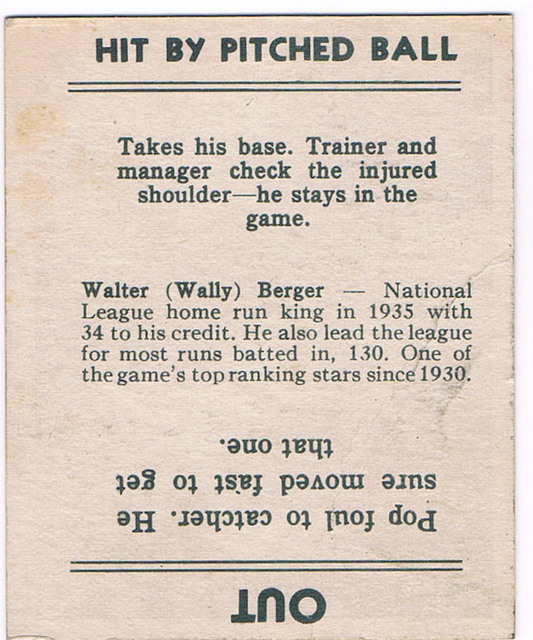 HIT BY PITCHED BALL
Takes his base. Trainer and
manager check the injured
shoulder—he stays in the
game.
Walter (Wally) Berger — National
League home run king in 1935 with
34 to his credit. He also lead the league
for most runs batted in, 130. One of
the game's top ranking stars since 1930.
OUT
Pop foul to catcher. He
sure moved fast to get
that one.